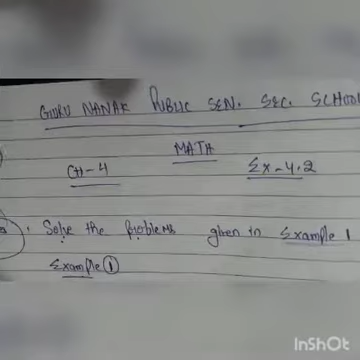 GURU NANAK PUBLIC SEN. SEC. SCHOOL
MATH
CH-4 Ex-4.2
. Solve the Problems given in Example 1
Example ①
InShOt